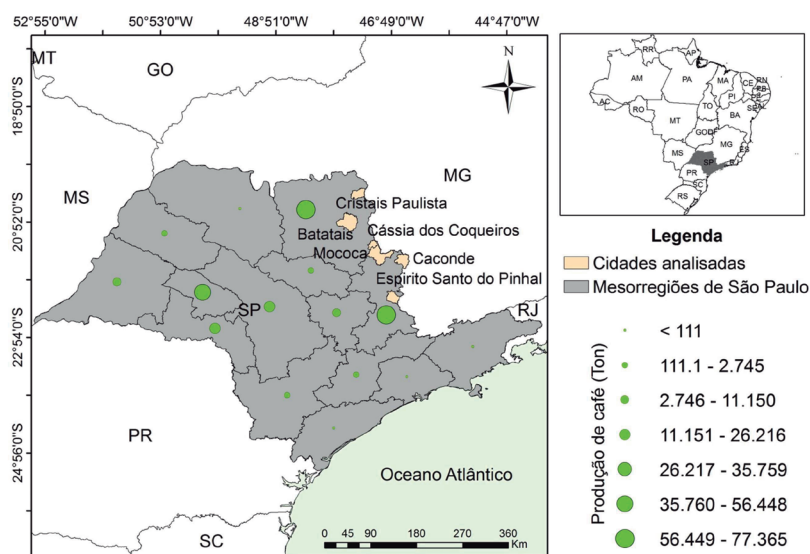 52°55'0"W 50°53'0"W 48°51'0"W 46°49'0"W 44°47'0"W
18°50'0"S
20°52'0"S
22°54'0"S
24°56'0"S
MT
GO
N
MS
MG
Cristais Paulista
Batatais
Cássia dos Coqueiros
Mococa
Caconde
Espirito Santo do Pinhal
SP
RJ
PR
Oceano Atlântico
SC
0 45 90 180 270 360
Km
RR
AP
AM
PA
MA
CE
RN
PB
PI
AC
RO
TO
BA
MT
GO
DF
MG
ES
MS
SP
PR
SC
RS
Legenda
Cidades analisadas
Mesorregiões de São Paulo
Produção de café (Ton)
< 111
111.1 - 2.745
2.746 - 11.150
11.151 - 26.216
26.217 - 35.759
35.760 - 56.448
56.449 - 77.365